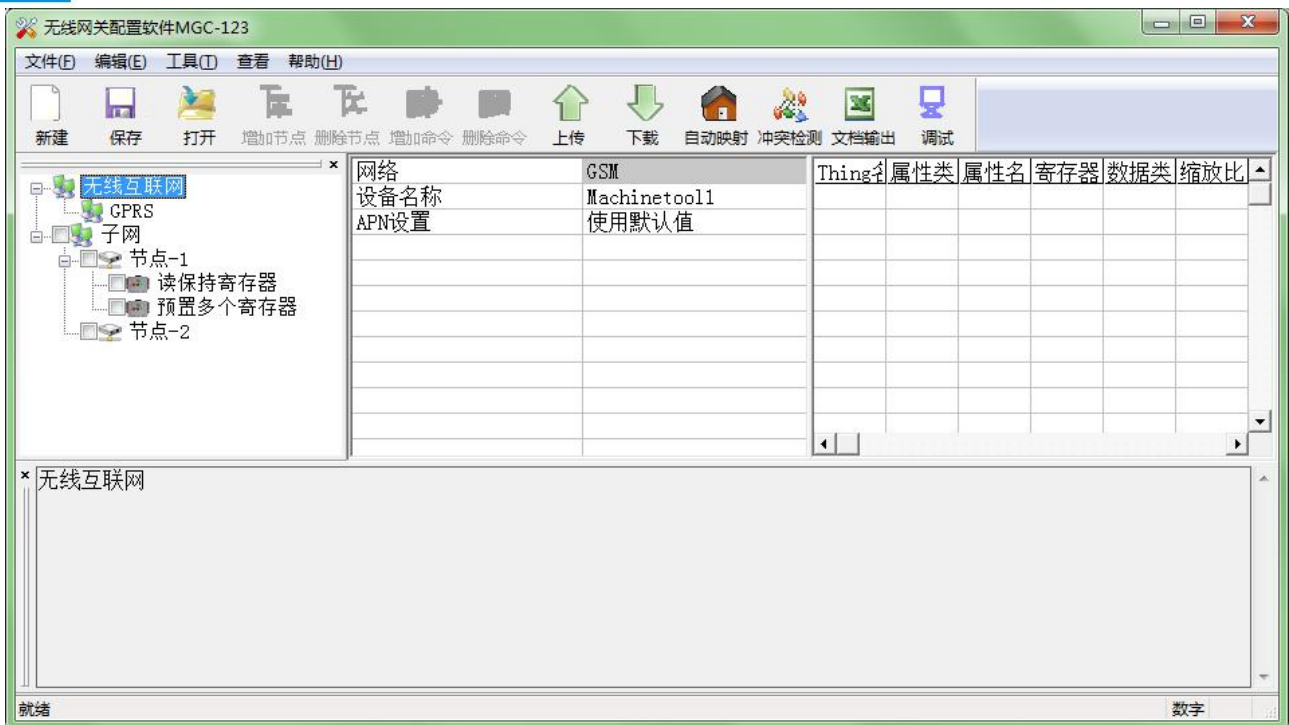 无线网关配置软件MGC-123
文件(F) 编辑(E) 工具(T) 查看 帮助(H)
新建 保存 打开 增加节点 删除节点 增加命令 删除命令 上传 下载 自动映射 冲突检测 文档输出 调试
无线互联网
GPRS
子网
节点-1
读保持寄存器
预置多个寄存器
节点-2
网络 GSM
设备名称 Machinetool1
APN设置 使用默认值
Thing 属性类 属性名 寄存器 数据类 缩放比
无线互联网
就绪 数字